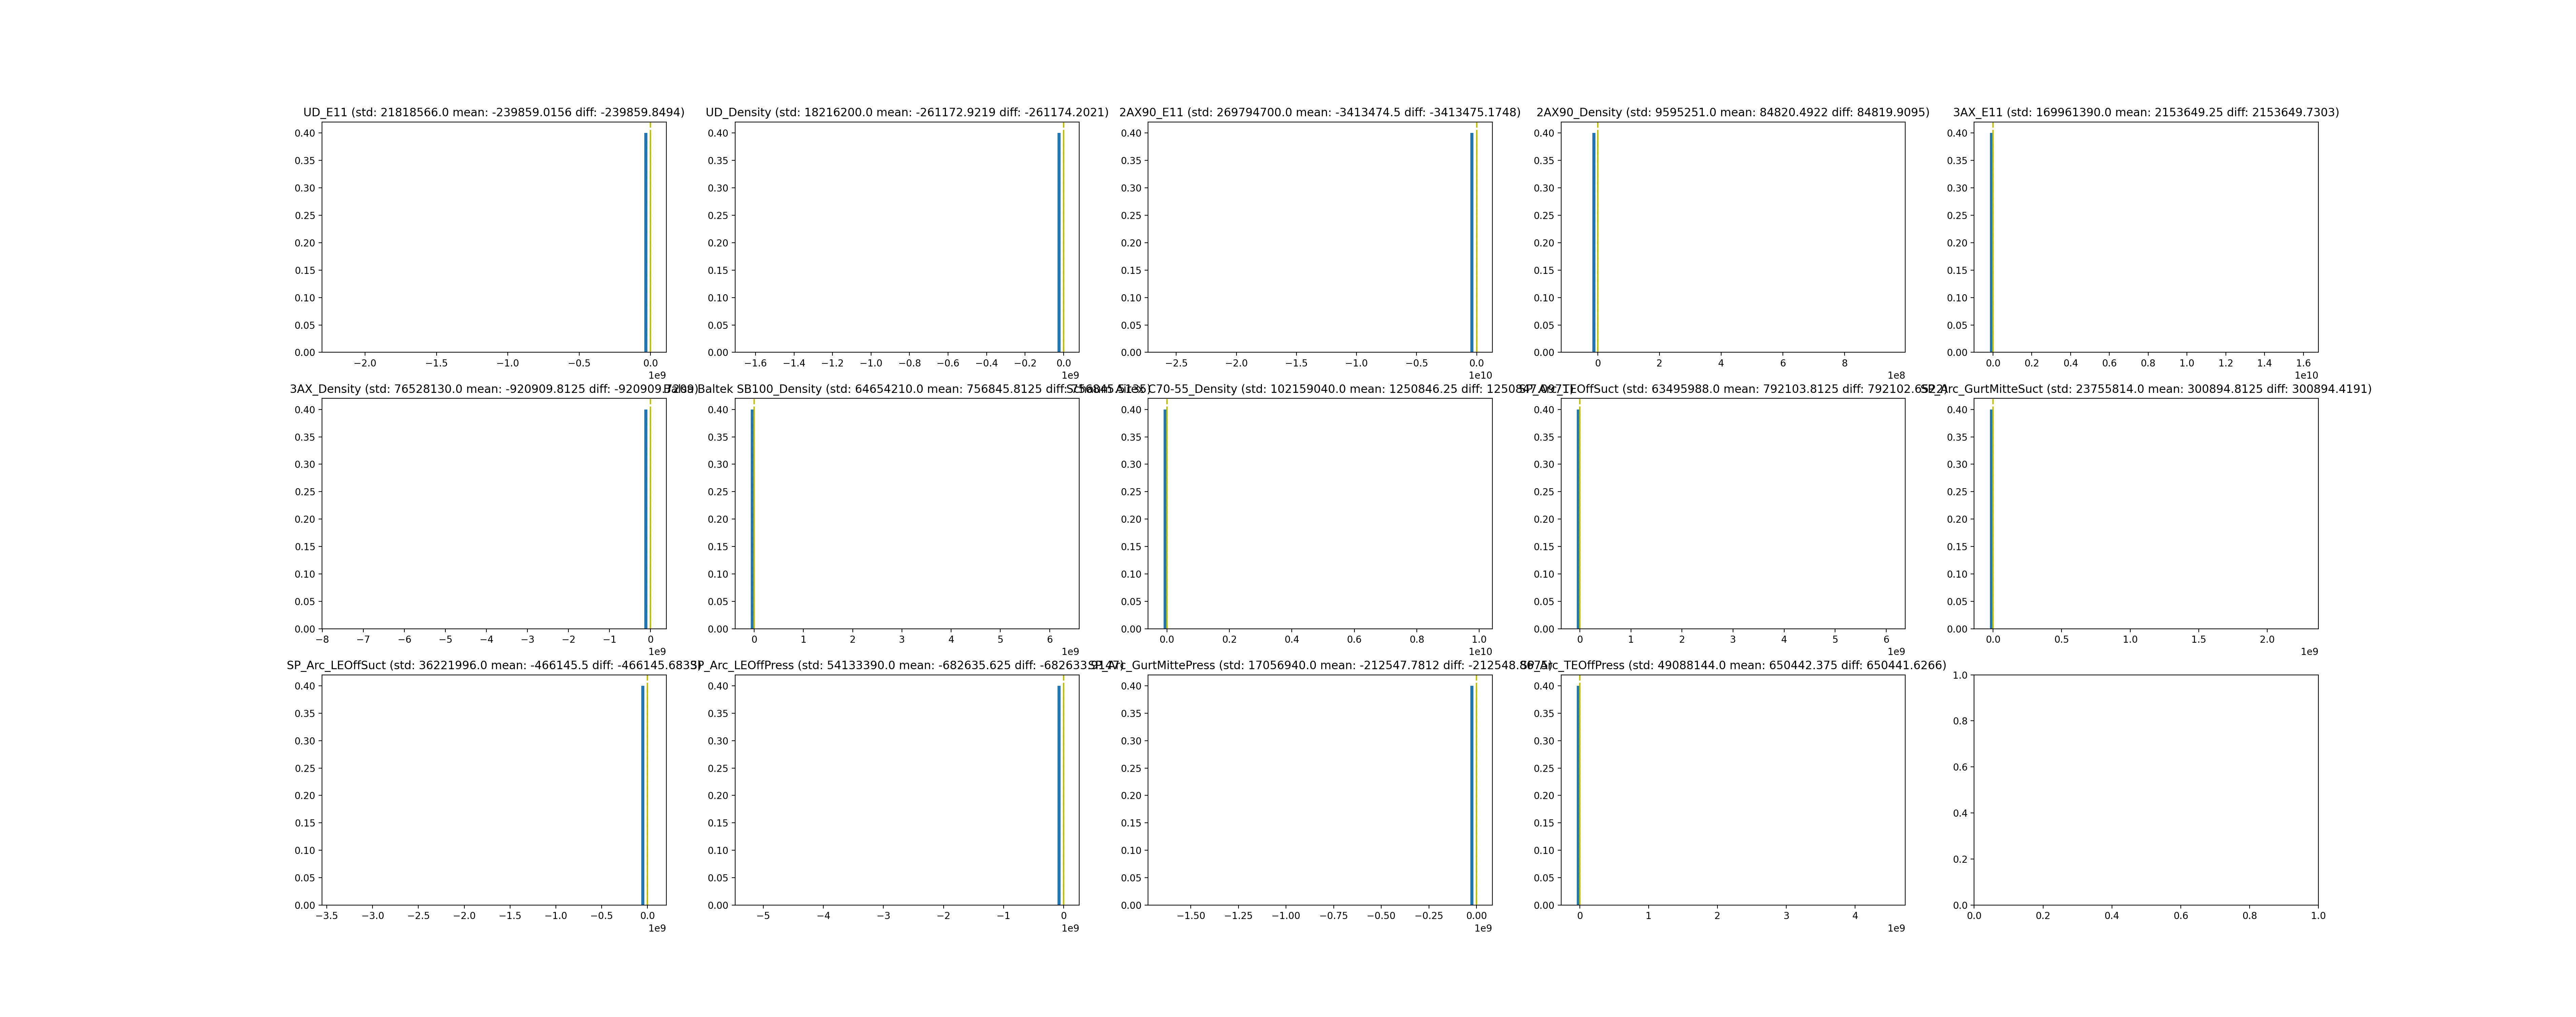 UD_E11 (std: 21818566.0 mean: -239859.0156 diff: -239859.8494)
UD_Density (std: 18216200.0 mean: -261172.9219 diff: -261174.2021)
2AX90_E11 (std: 269794700.0 mean: -3413474.5 diff: -3413475.1748)
2AX90_Density (std: 9595251.0 mean: 84820.4922 diff: 84819.9095)
3AX_E11 (std: 169961390.0 mean: 2153649.25 diff: 2153649.7303)
0.40 0.40 0.40 0.40 0.40
0.35 0.35 0.35 0.35 0.35
0.30 0.30 0.30 0.30 0.30
0.25 0.25 0.25 0.25 0.25
0.20 0.20 0.20 0.20 0.20
0.15 0.15 0.15 0.15 0.15
0.10 0.10 0.10 0.10 0.10
0.05 0.05 0.05 0.05 0.05
0.00 0.00 0.00 0.00 0.00
−2.0 −1.5 −1.0 −0.5 0.0
−1.6 −1.4 −1.2 −1.0 −0.8 −0.6 −0.4 −0.2 0.0
−2.5 −2.0 −1.5 −1.0 −0.5 0.0
0 2 4 6 8
0.0 0.2 0.4 0.6 0.8 1.0 1.2 1.4 1.6
1e9 1e9 1e10 1e8 1e10
3AX_Density (std: 76528130.0 mean: -920909.8125 diff: -920909
Baltek SB100_Density (std: 64654210.0 mean: 756845.8125 diff:
C70-55_Density (std: 102159040.0 mean: 1250846.25 diff:
TEOffSuct (std: 63495988.0 mean: 792103.8125 diff: 792102.6
Arc_GurtMitteSuct (std: 23755814.0 mean: 300894.8125 diff: 300894.4191)
0.40 0.40 0.40 0.40 0.40
0.35 0.35 0.35 0.35 0.35
0.30 0.30 0.30 0.30 0.30
0.25 0.25 0.25 0.25 0.25
0.20 0.20 0.20 0.20 0.20
0.15 0.15 0.15 0.15 0.15
0.10 0.10 0.10 0.10 0.10
0.05 0.05 0.05 0.05 0.05
0.00 0.00 0.00 0.00 0.00
−8 −7 −6 −5 −4 −3 −2 −1 0
0 1 2 3 4 5 6
0.0 0.2 0.4 0.6 0.8 1.0
0 1 2 3 4 5 6
0.0 0.5 1.0 1.5 2.0
1e9 1e9 1e10 1e9 1e9
SP_Arc_LEOffSuct (std: 36221996.0 mean: -466145.5 diff: -466145.683
Arc_LEOffPress (std: 54133390.0 mean: -682635.625 diff: -682633
Arc_GurtMittePress (std: 17056940.0 mean: -212547.7812 diff: -212548.8
Arc_TEOffPress (std: 49088144.0 mean: 650442.375 diff: 650441.6266)
0.40 0.40 0.40 0.40 1.0
0.35 0.35 0.35 0.35
0.30 0.30 0.30 0.30 0.8
0.25 0.25 0.25 0.25 0.6
0.20 0.20 0.20 0.20
0.15 0.15 0.15 0.15 0.4
0.10 0.10 0.10 0.10 0.2
0.05 0.05 0.05 0.05
0.00 0.00 0.00 0.00 0.0
−3.5 −3.0 −2.5 −2.0 −1.5 −1.0 −0.5 0.0
−5 −4 −3 −2 −1 0
−1.50 −1.25 −1.00 −0.75 −0.50 −0.25 0.00
0 1 2 3 4
0.0 0.2 0.4 0.6 0.8 1.0
1e9 1e9 1e9 1e9